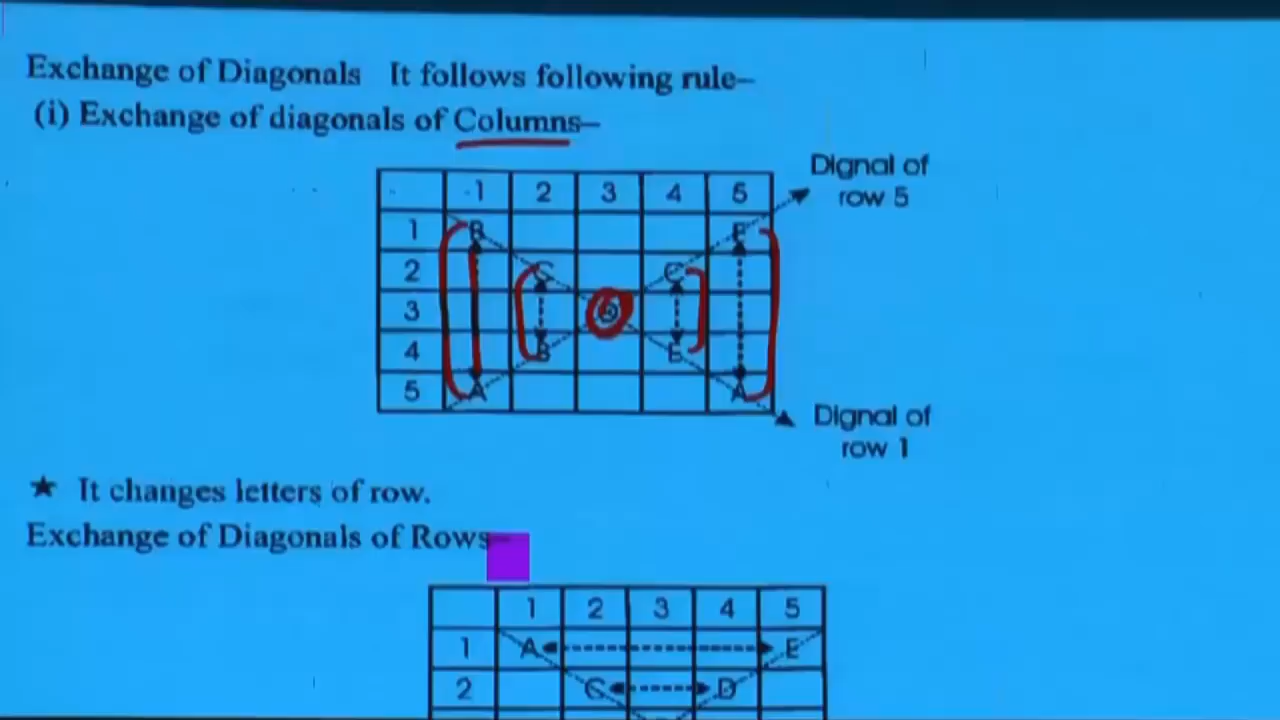 Exchange of Diagonals It follows following rule–
(i) Exchange of diagonals of Columns–
Dignal of
row 5
1 2 3 4 5
1 B E
2 C C
3
4 B E
5 A A
Dignal of
row 1
★ It changes letters of row.
Exchange of Diagonals of Rows
1 2 3 4 5
1 A E
2 C D